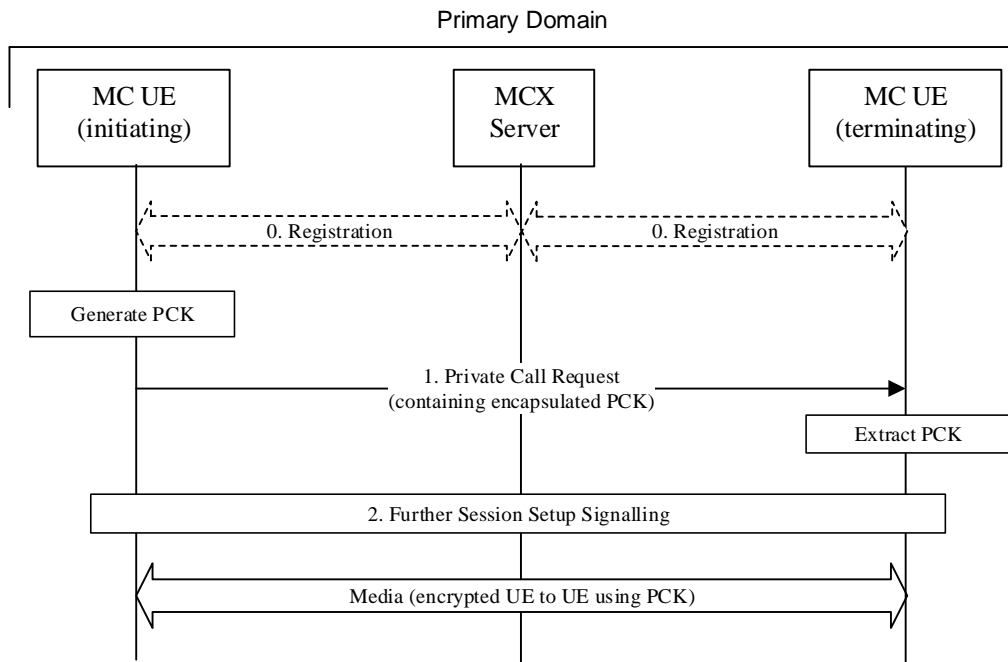 Primary Domain
MC UE
(initiating)
MCX
Server
MC UE
(terminating)
0. Registration
0. Registration
Generate PCK
1. Private Call Request
(containing encapsulated PCK)
Extract PCK
2. Further Session Setup Signalling
Media (encrypted UE to UE using PCK)